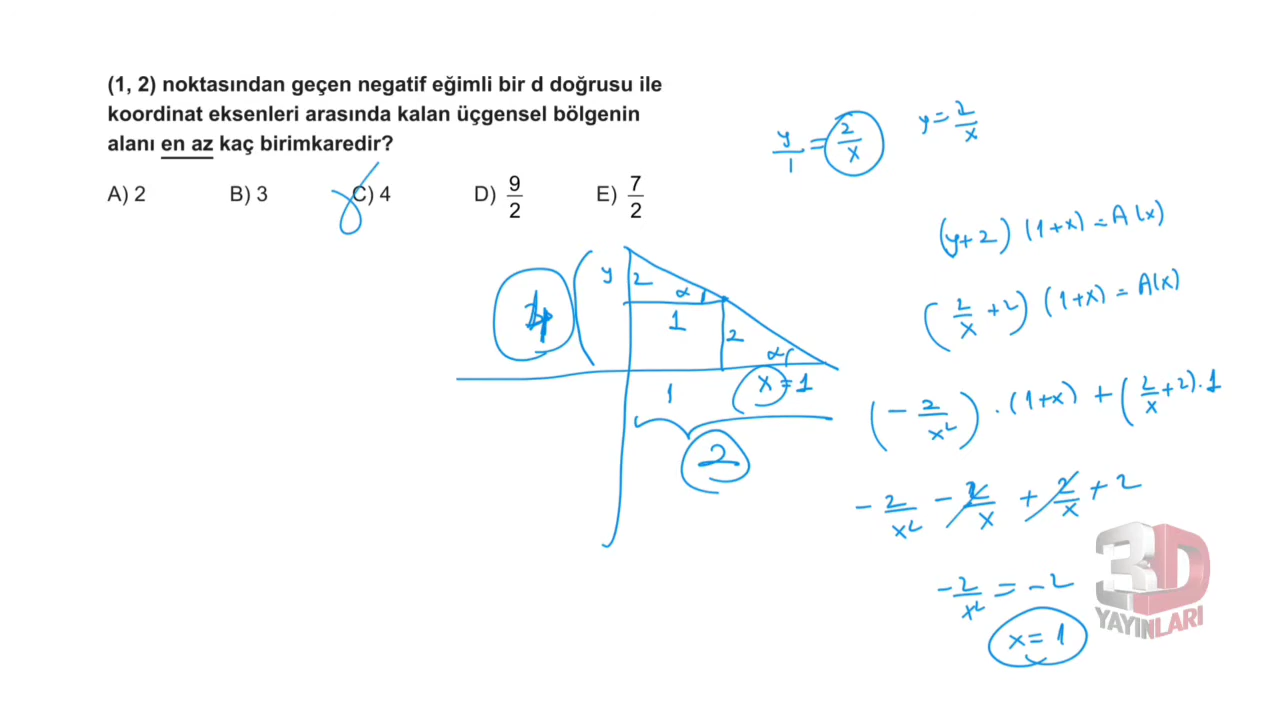 (1, 2) noktasından geçen negatif eğimli bir d doğrusu ile
koordinat eksenleri arasında kalan üçgensel bölgenin
alanı en az kaç birimkaredir?
A) 2 B) 3 C) 4 D) 9/2 E) 7/2
y/1 = 2/x y = 2/x
(y+2) (1+x) = A(x)
(2/x + 2) (1+x) = A(x)
(-2/x²) . (1+x) + (2/x + 2) . 1
-2/x² - 2/x + 2/x + 2
-2/x² = -2
x = 1
4
y 2
α
1
2
α
1 x = 1
2
3D
YAYINLARI